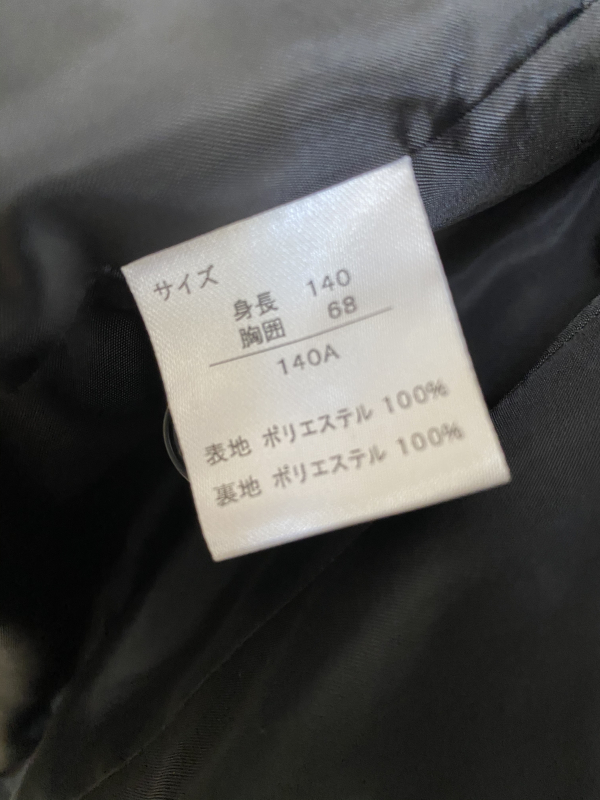 サイズ
身長 140
胸囲 68
140A
表地 ポリエステル 100%
裏地 ポリエステル 100%